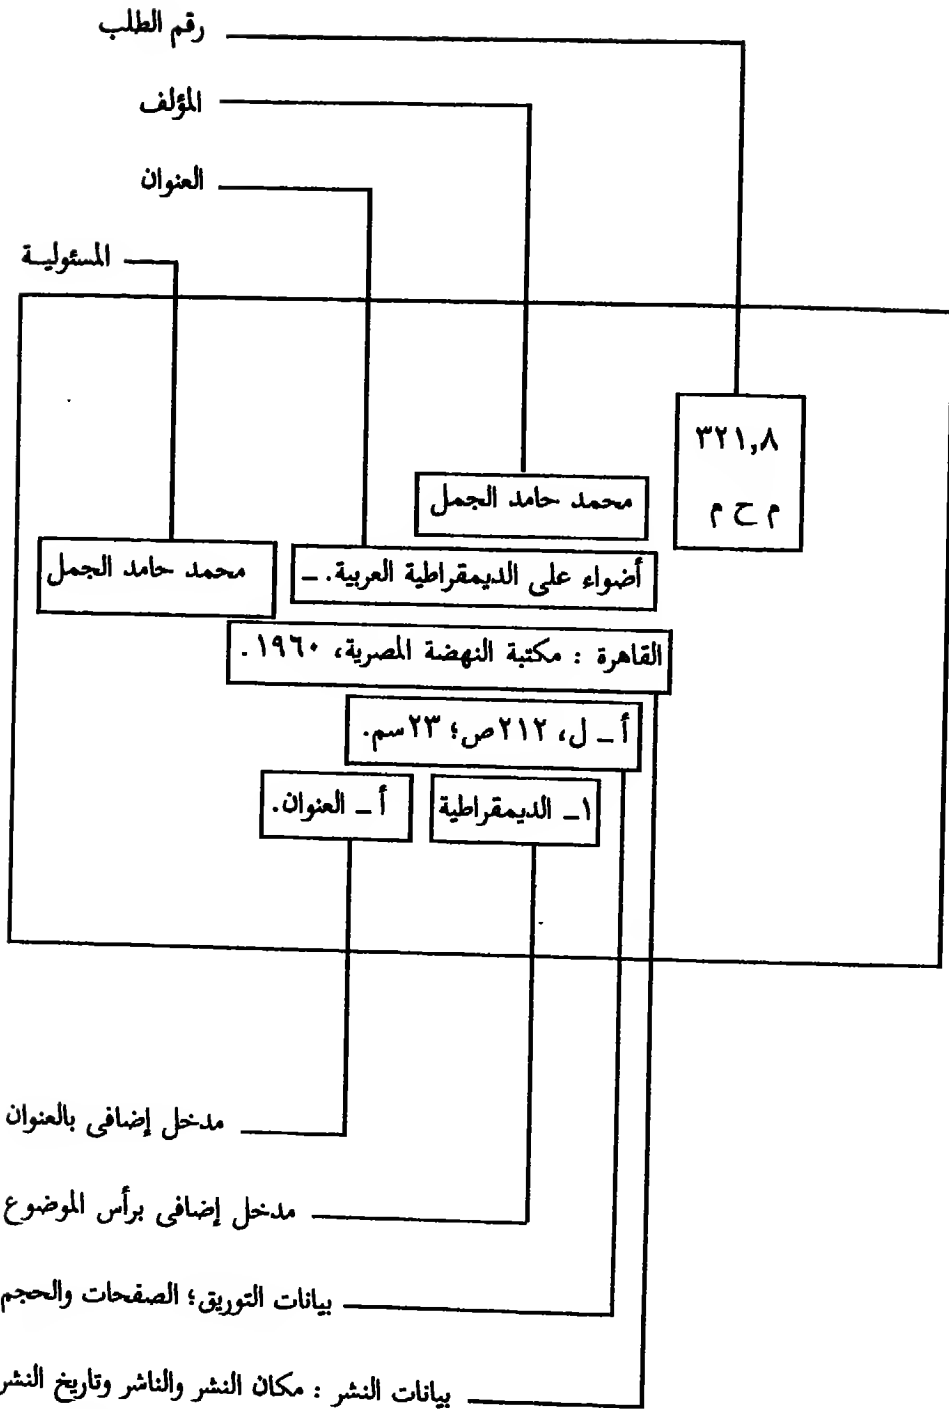 رقم الطلب
المؤلف
العنوان
المسئولية
٣٢١,٨
م ح م
محمد حامد الجمل
أضواء على الديمقراطية العربية. ـ
محمد حامد الجمل
القاهرة : مكتبة النهضة المصرية، ١٩٦٠.
أ ـ ل، ٢١٢ص؛ ٢٣سم.
١ـ الديمقراطية
أ ـ العنوان.
مدخل إضافى بالعنوان
مدخل إضافى برأس الموضوع
بيانات التوريق؛ الصفحات والحجم
بيانات النشر : مكان النشر والناشر وتاريخ النشر